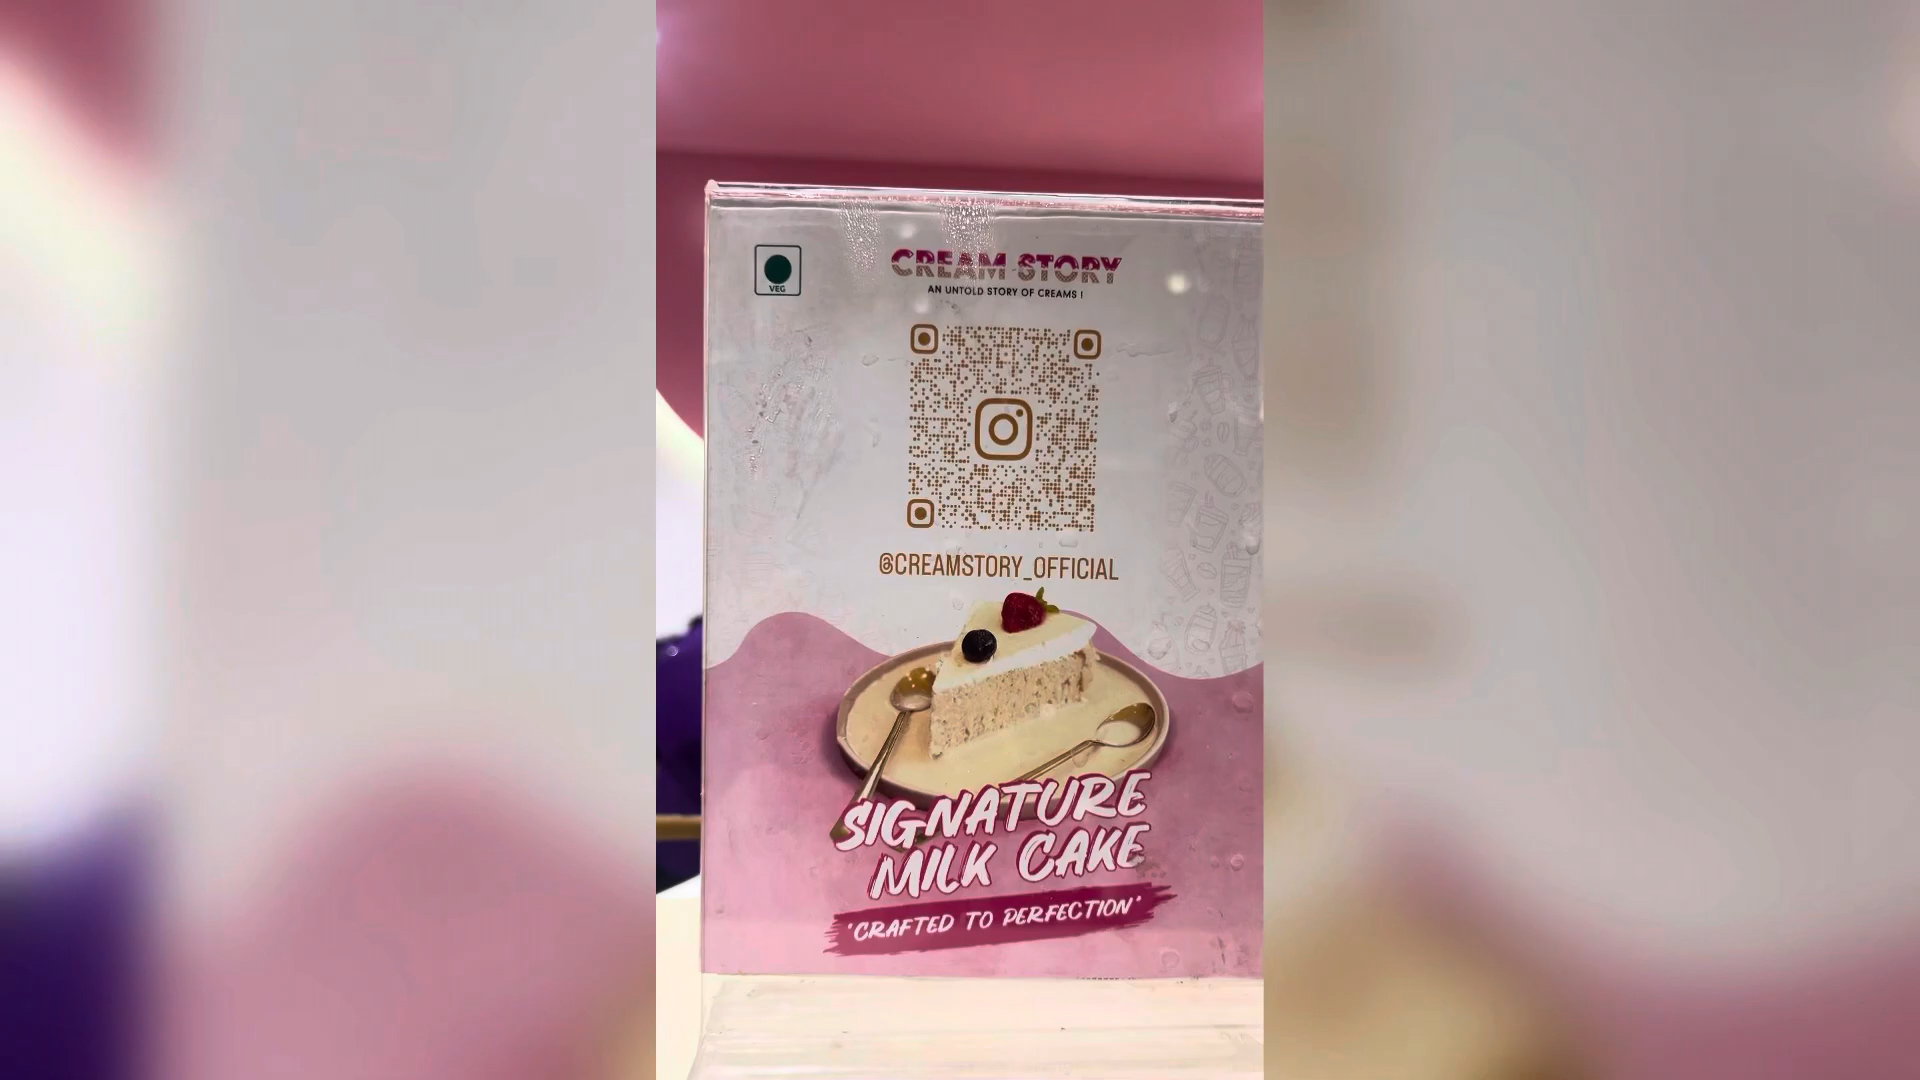 CREAM STORY
AN UNTOLD STORY OF CREAMS !
VEG
@CREAMSTORY_OFFICIAL
SIGNATURE
MILK CAKE
"CRAFTED TO PERFECTION"